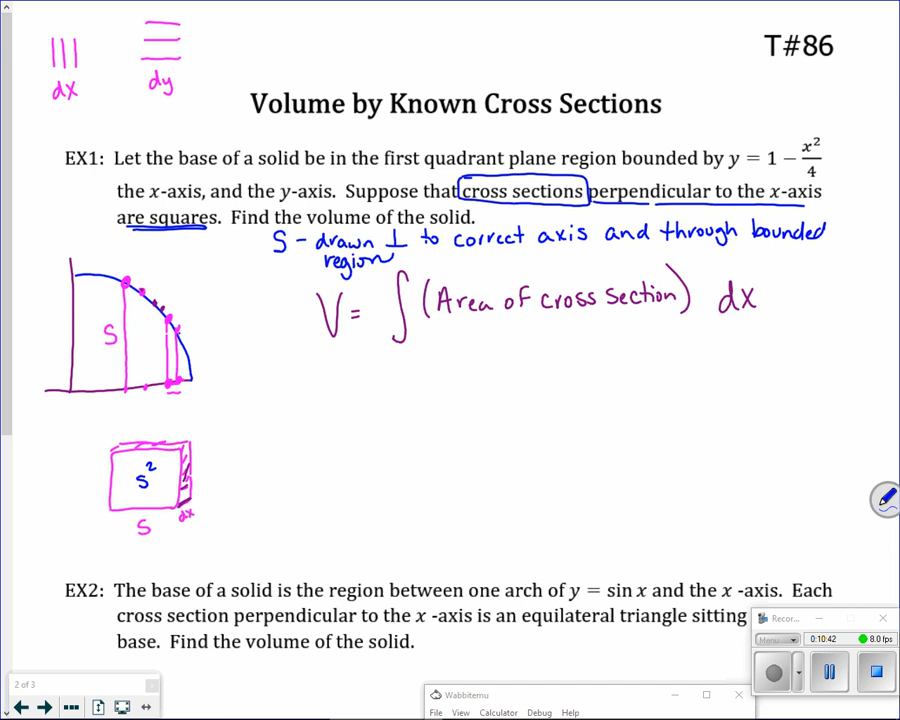 T#86
dx
dy
Volume by Known Cross Sections
EX1: Let the base of a solid be in the first quadrant plane region bounded by y = 1 − x²/4
the x-axis, and the y-axis. Suppose that cross sections perpendicular to the x-axis
are squares. Find the volume of the solid.
S - drawn ⊥ to correct axis and through bounded
region
V = ∫ (Area of cross section) dx
S
S²
dx
S
EX2: The base of a solid is the region between one arch of y = sin x and the x -axis. Each
cross section perpendicular to the x -axis is an equilateral triangle sitting
base. Find the volume of the solid.
Recor...
Menu
0:10:42
8.0 fps
2 of 3
Wabbitemu
File View Calculator Debug Help